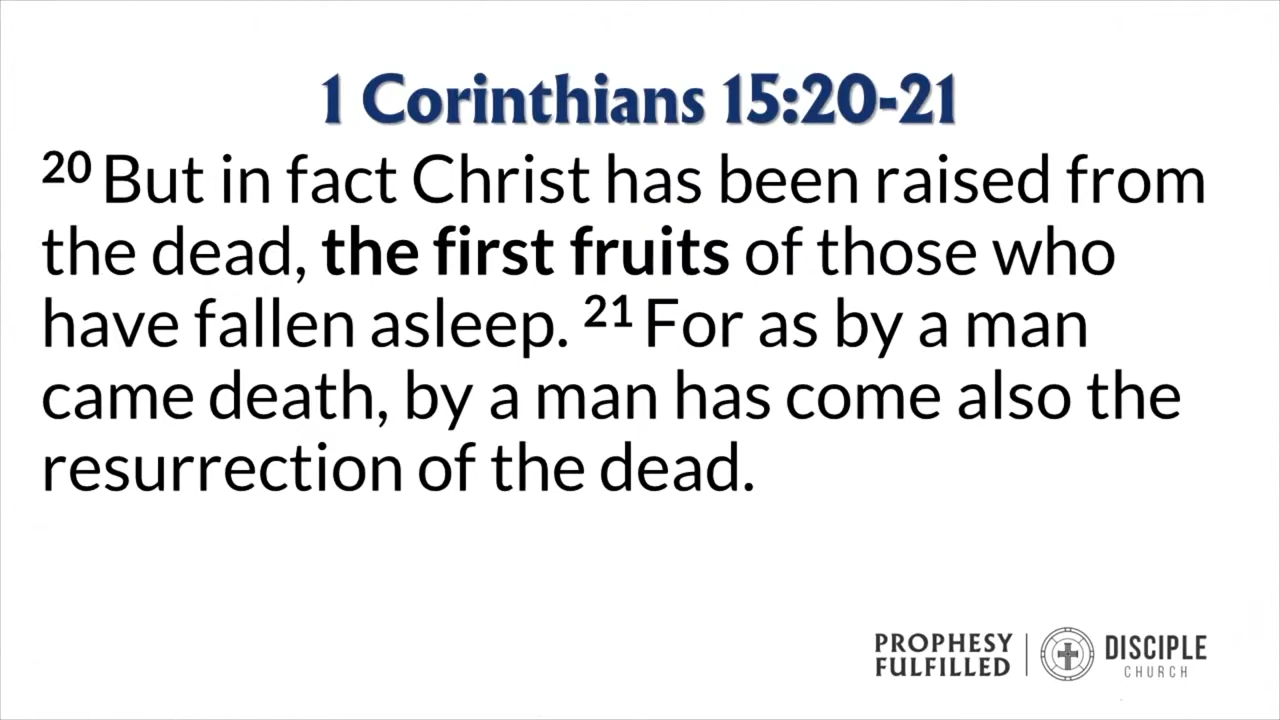 1 Corinthians 15:20-21
20 But in fact Christ has been raised from
the dead, the first fruits of those who
have fallen asleep. 21 For as by a man
came death, by a man has come also the
resurrection of the dead.
PROPHESY
FULFILLED
DISCIPLE
CHURCH